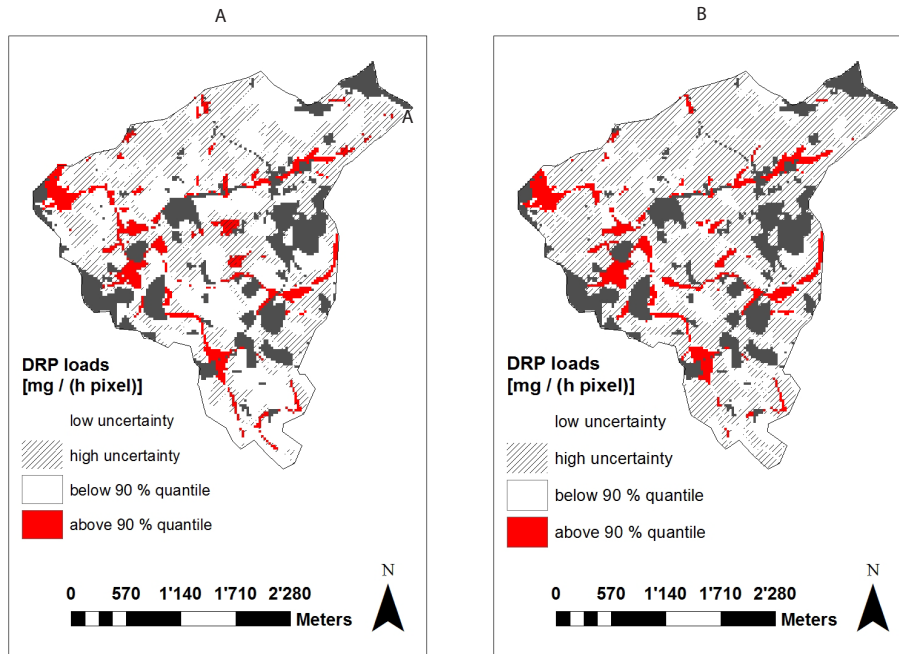 A
B
A
DRP loads
[mg / (h pixel)]
low uncertainty
high uncertainty
below 90 % quantile
above 90 % quantile
N
0 570 1'140 1'710 2'280
Meters
DRP loads
[mg / (h pixel)]
low uncertainty
high uncertainty
below 90 % quantile
above 90 % quantile
N
0 570 1'140 1'710 2'280
Meters